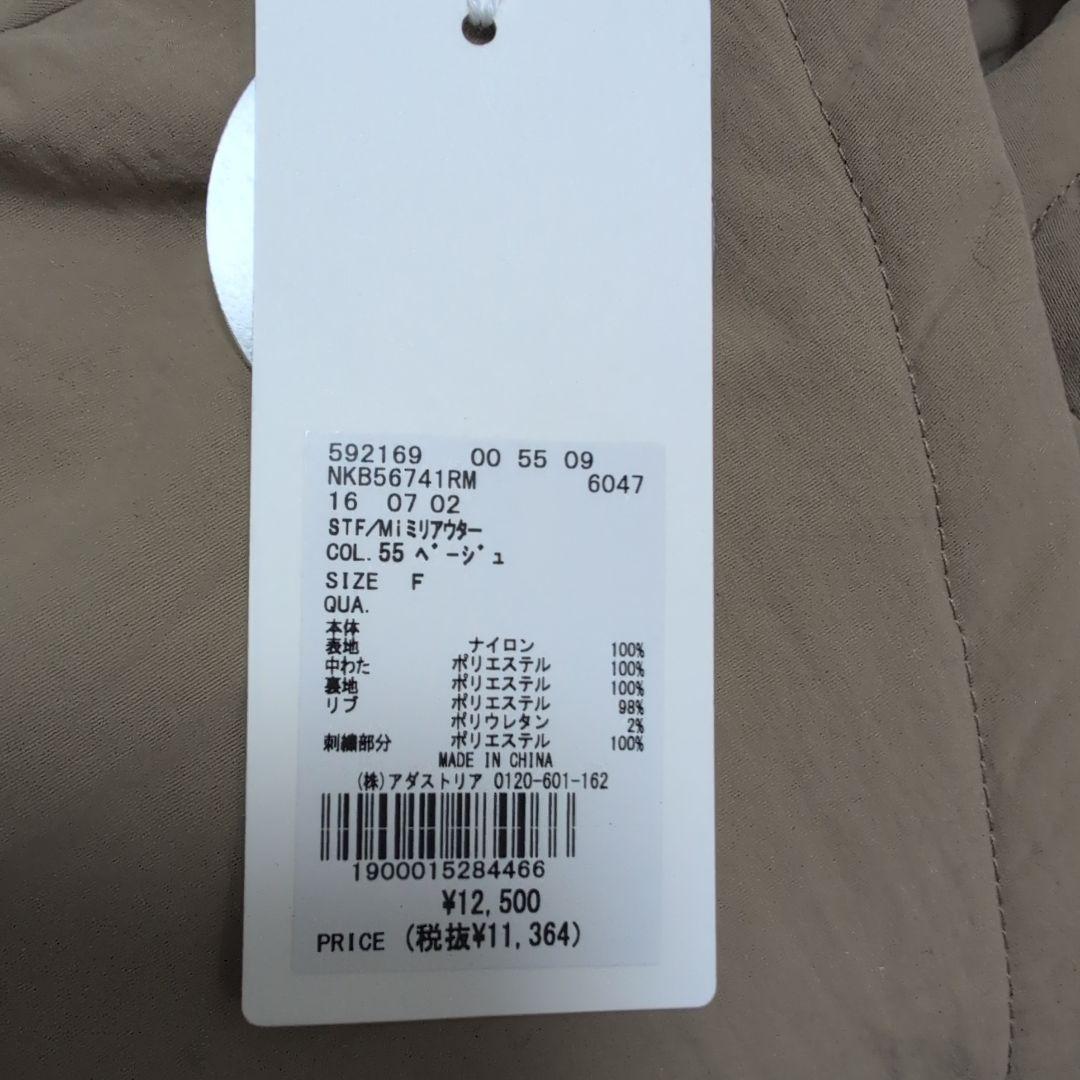 592169 00 55 09
NKB56741RM 6047
16 07 02
STF/Miミリアウター
COL.55 ベージュ
SIZE F
QUA.
本体
表地 ナイロン 100%
中わた ポリエステル 100%
裏地 ポリエステル 100%
リブ ポリエステル 98%
ポリウレタン 2%
刺繍部分 ポリエステル 100%
MADE IN CHINA
(株)アダストリア 0120-601-162
1900015284466
¥12,500
PRICE (税抜¥11,364)